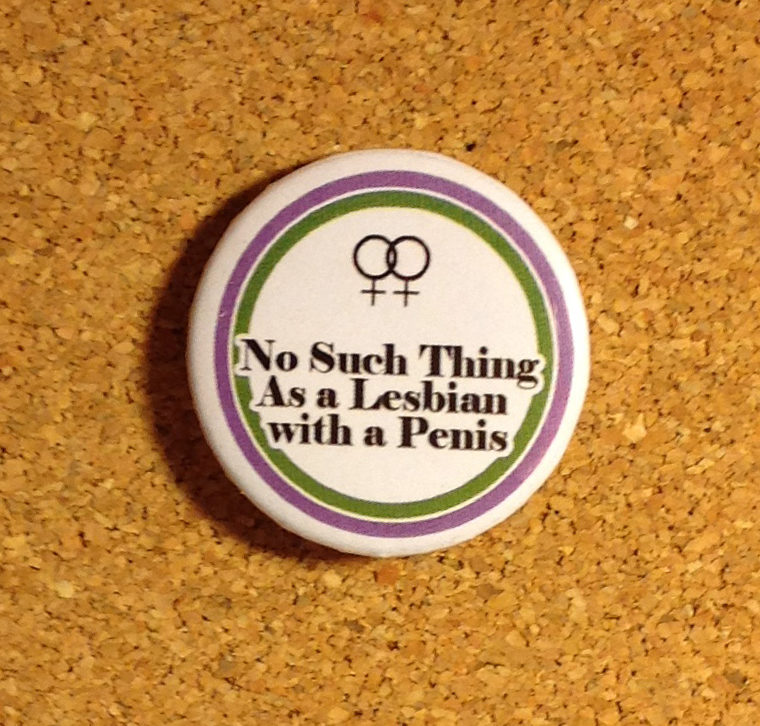 No Such Thing
As a Lesbian
with a Penis